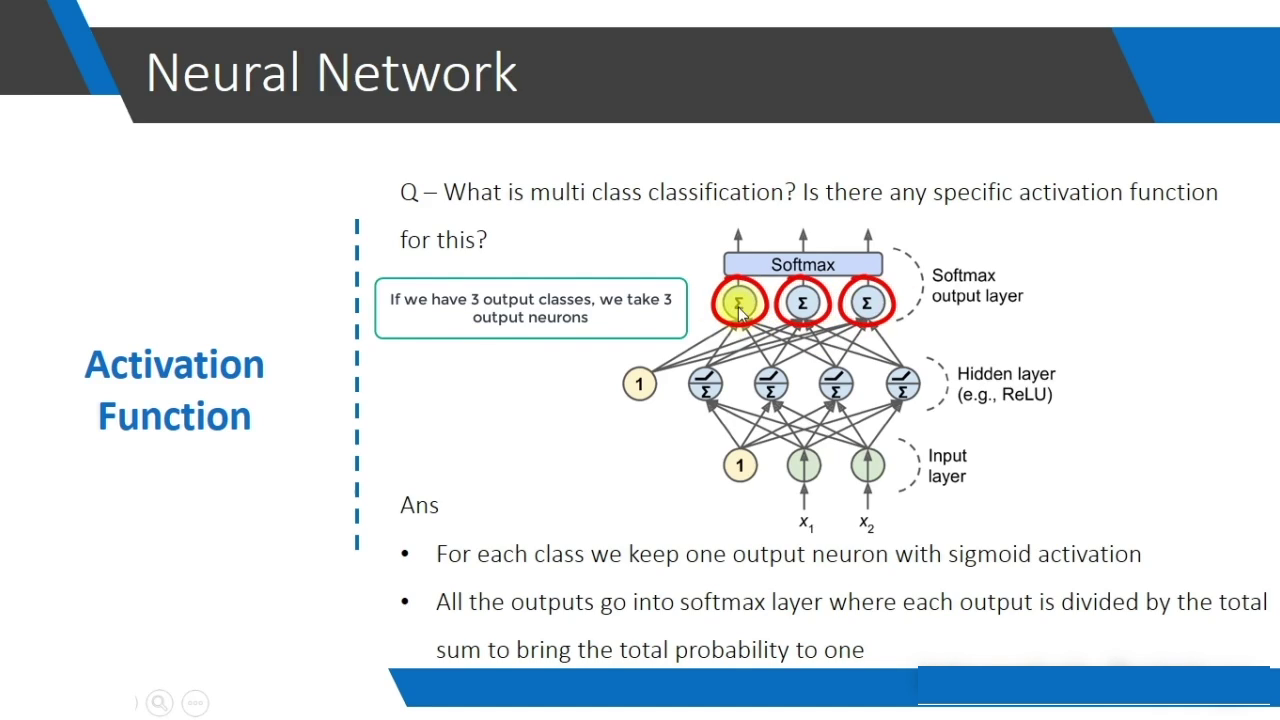 Neural Network
Q – What is multi class classification? Is there any specific activation function
for this?
Softmax
Softmax
output layer
If we have 3 output classes, we take 3
output neurons
Σ
Σ
Σ
Activation
Function
1
Σ
Σ
Σ
Σ
Hidden layer
(e.g., ReLU)
1
Input
layer
x1
x2
Ans
• For each class we keep one output neuron with sigmoid activation
• All the outputs go into softmax layer where each output is divided by the total
sum to bring the total probability to one